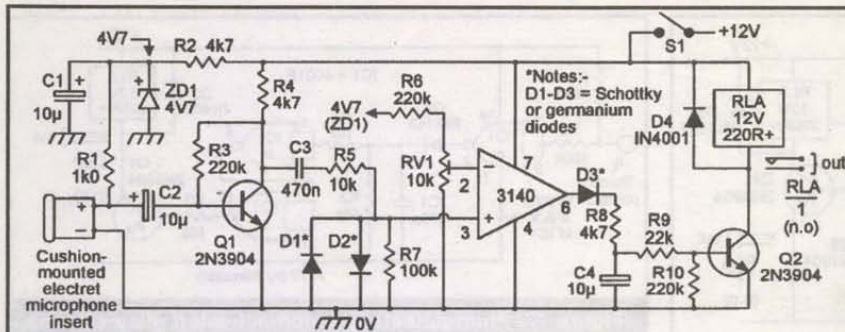 4V7
R2 4k7
S1
+12V
C1
10µ
ZD1
4V7
R4
4k7
4V7
(ZD1)
R6
220k
*Notes:-
D1-D3 = Schottky
or germanium
diodes
D4
IN4001
RLA
12V
220R+
R1
1k0
R3
220k
C3
470n
R5
10k
RV1
10k
2
7
3140
6
4
+
3
D3*
out
RLA
1
(n.o)
+
C2
10µ
+
−
Q1
2N3904
D1*
D2*
R7
100k
R8
4k7
R9
22k
C4
10µ
R10
220k
Q2
2N3904
Cushion-
mounted
electret
microphone
insert
0V